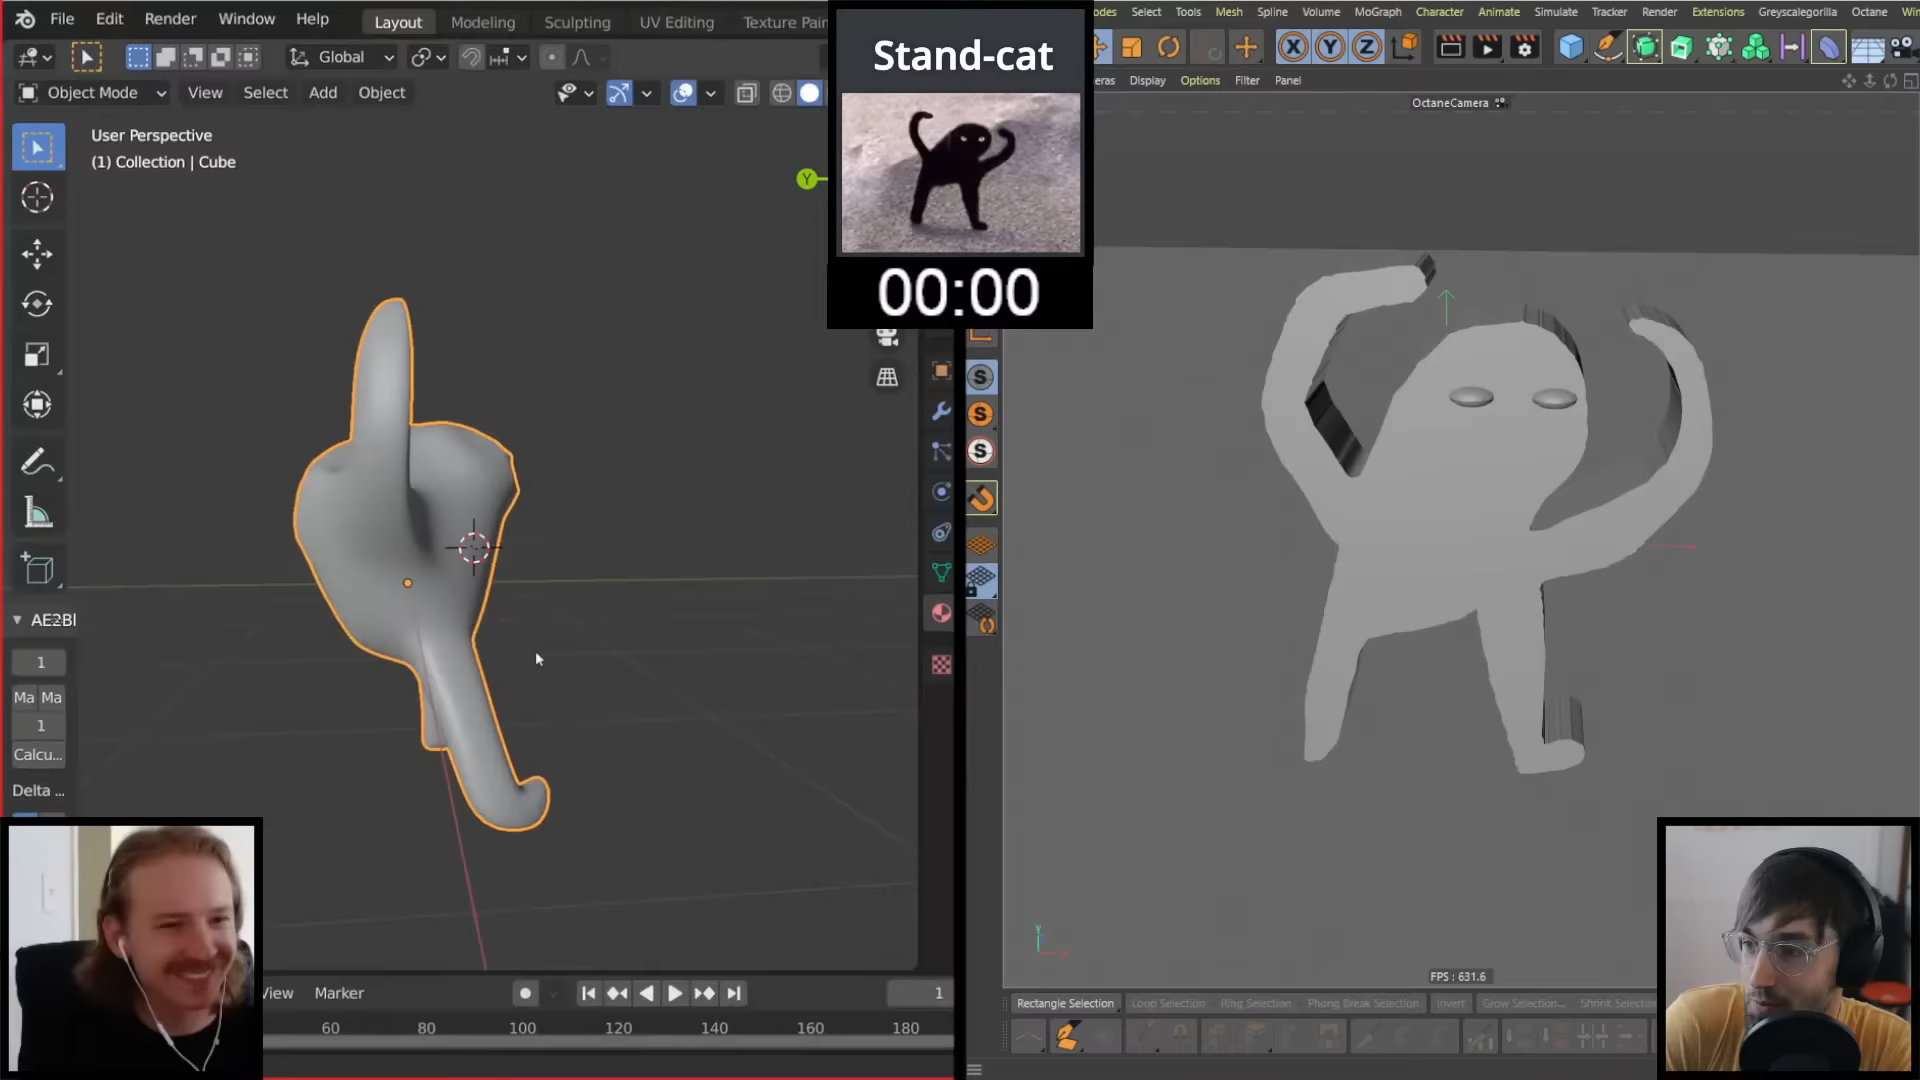 File Edit Render Window Help
Layout Modeling Sculpting UV Editing Texture Pain
Global
Object Mode View Select Add Object
User Perspective
(1) Collection | Cube
Y
AE2Bl
1
Ma Ma
1
Calcu...
Delta ...
View Marker
1
60 80 100 120 140 160 180
Stand-cat
00:00
odes Select Tools Mesh Spline Volume MoGraph Character Animate Simulate Tracker Render Extensions Greyscalegorilla Octane Win
X Y Z
eras Display Options Filter Panel
OctaneCamera
S
S
S
Y
FPS : 631.6
Rectangle Selection Loop Selection Ring Selection Phong Break Selection Invert Grow Selection... Shrink Selection